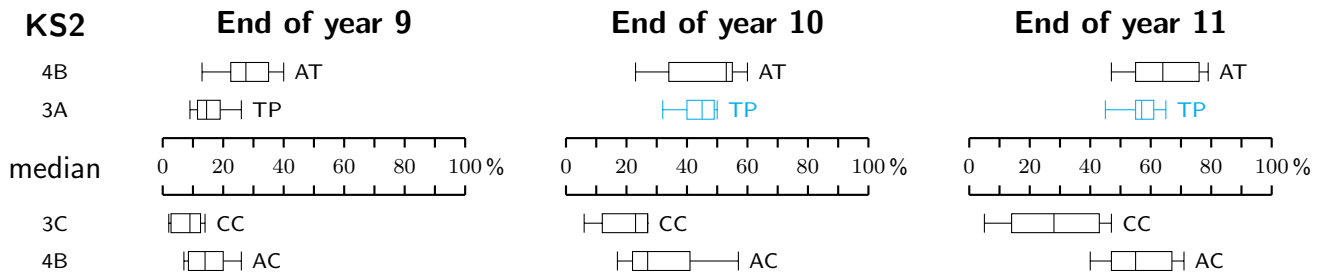 KS2 End of year 9 End of year 10 End of year 11
4B AT AT AT
3A TP TP TP
0 20 40 60 80 100 % 0 20 40 60 80 100 % 0 20 40 60 80 100 %
median
3C CC CC CC
4B AC AC AC